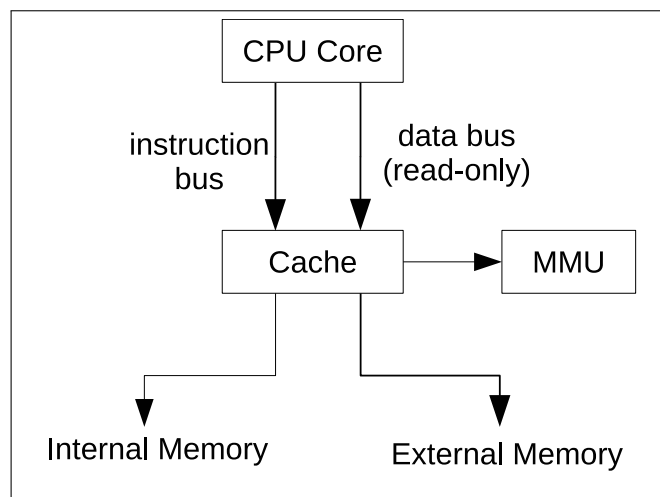 CPU Core
instruction
bus
data bus
(read-only)
Cache
MMU
Internal Memory
External Memory